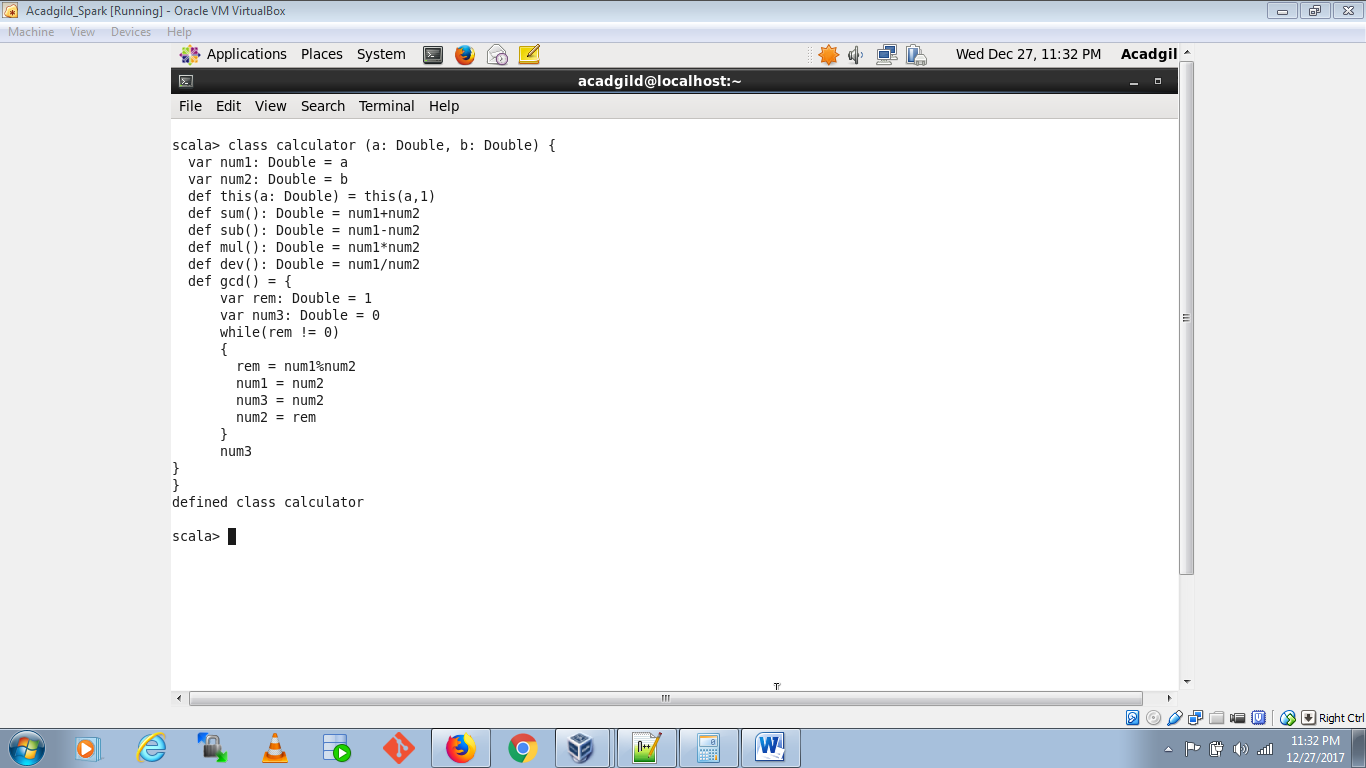 Acadgild_Spark [Running] - Oracle VM VirtualBox
Machine View Devices Help
Applications Places System Wed Dec 27, 11:32 PM Acadgil
acadgild@localhost:~
File Edit View Search Terminal Help
scala> class calculator (a: Double, b: Double) {
  var num1: Double = a
  var num2: Double = b
  def this(a: Double) = this(a,1)
  def sum(): Double = num1+num2
  def sub(): Double = num1-num2
  def mul(): Double = num1*num2
  def dev(): Double = num1/num2
  def gcd() = {
      var rem: Double = 1
      var num3: Double = 0
      while(rem != 0)
      {
        rem = num1%num2
        num1 = num2
        num3 = num2
        num2 = rem
      }
      num3
}
}
defined class calculator
scala>
Right Ctrl
11:32 PM
12/27/2017